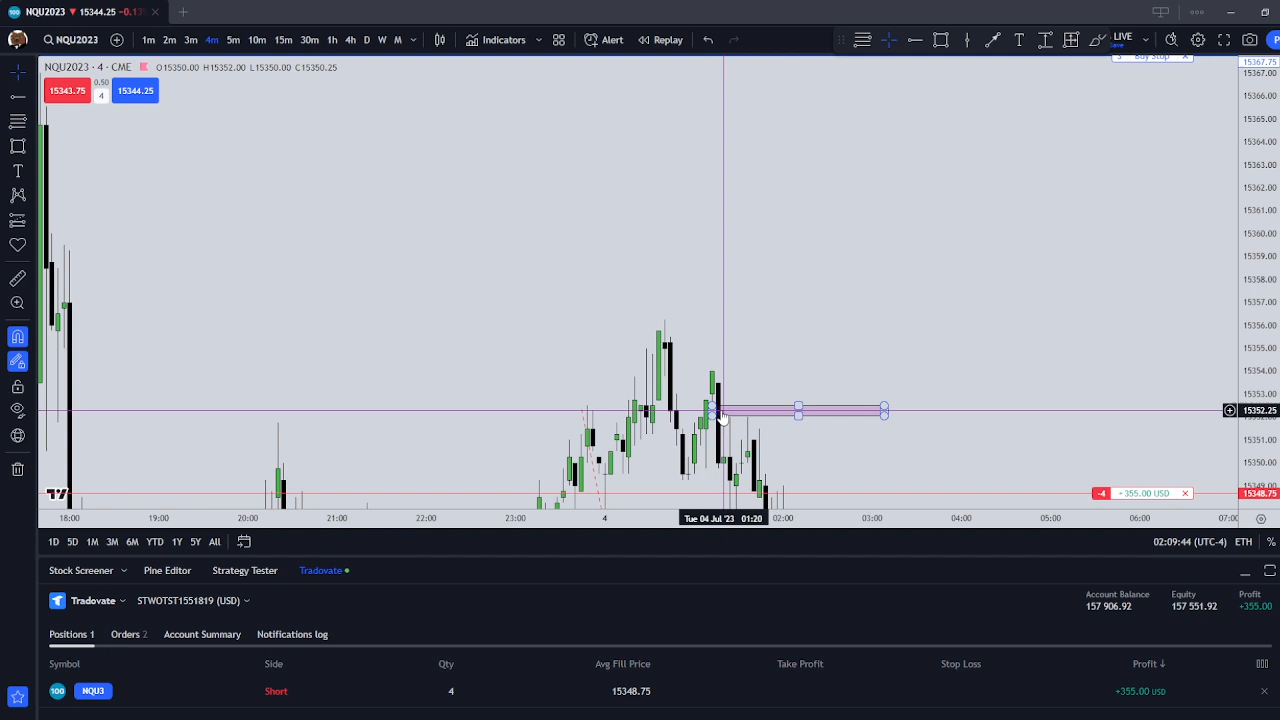 100 NQU2023 ▼ 15344.25 -0.13%
NQU2023 1m 2m 3m 4m 5m 10m 15m 30m 1h 4h D W M Indicators Alert Replay LIVE
Save
NQU2023 · 4 · CME O15350.00 H15352.00 L15350.00 C15350.25
15343.75 0.50 4 15344.25
3 Buy Stop
15367.75
15367.00
15366.00
15365.00
15364.00
15363.00
15362.00
15361.00
15360.00
15359.00
15358.00
15357.00
15356.00
15355.00
15354.00
15352.25
15351.00
15350.00
15349.00
-4 +355.00 USD 15348.75
18:00 19:00 20:00 21:00 22:00 23:00 4 Tue 04 Jul '23 01:20 02:00 03:00 04:00 05:00 06:00 07:00
1D 5D 1M 3M 6M YTD 1Y 5Y All 02:09:44 (UTC-4) ETH %
Stock Screener Pine Editor Strategy Tester Tradovate
Tradovate STWOTST1551819 (USD)
Account Balance Equity Profit
157 906.92 157 551.92 +355.00
Positions 1 Orders 2 Account Summary Notifications log
Symbol Side Qty Avg Fill Price Take Profit Stop Loss Profit ↓
100 NQU3 Short 4 15348.75 +355.00 USD